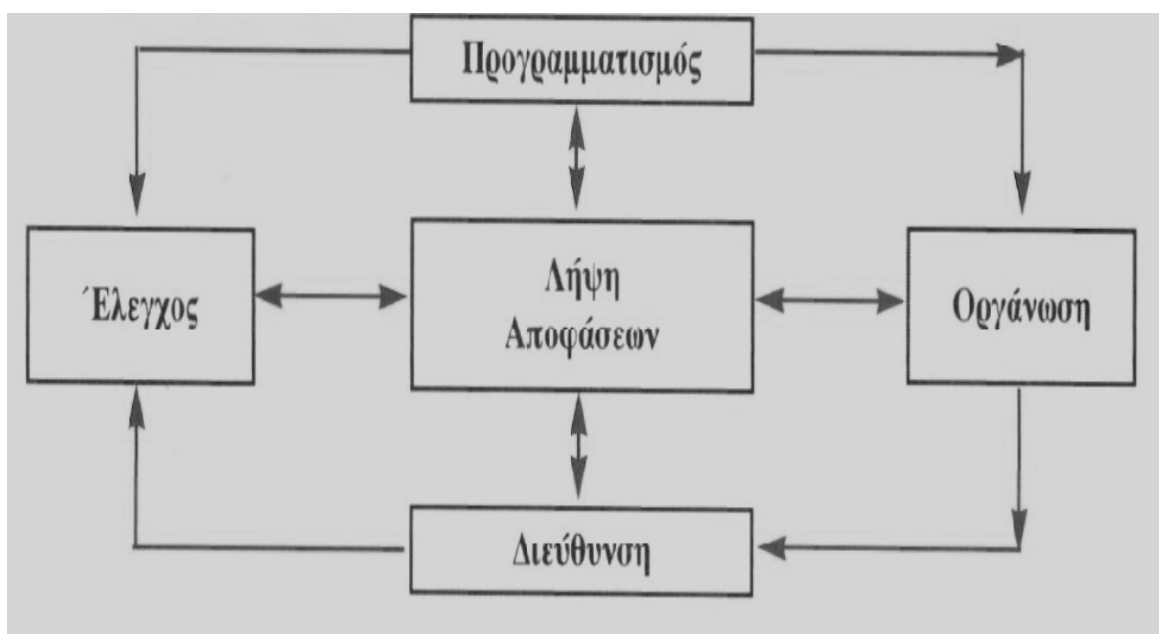 Προγραμματισμός
Έλεγχος
Λήψη
Αποφάσεων
Οργάνωση
Διεύθυνση